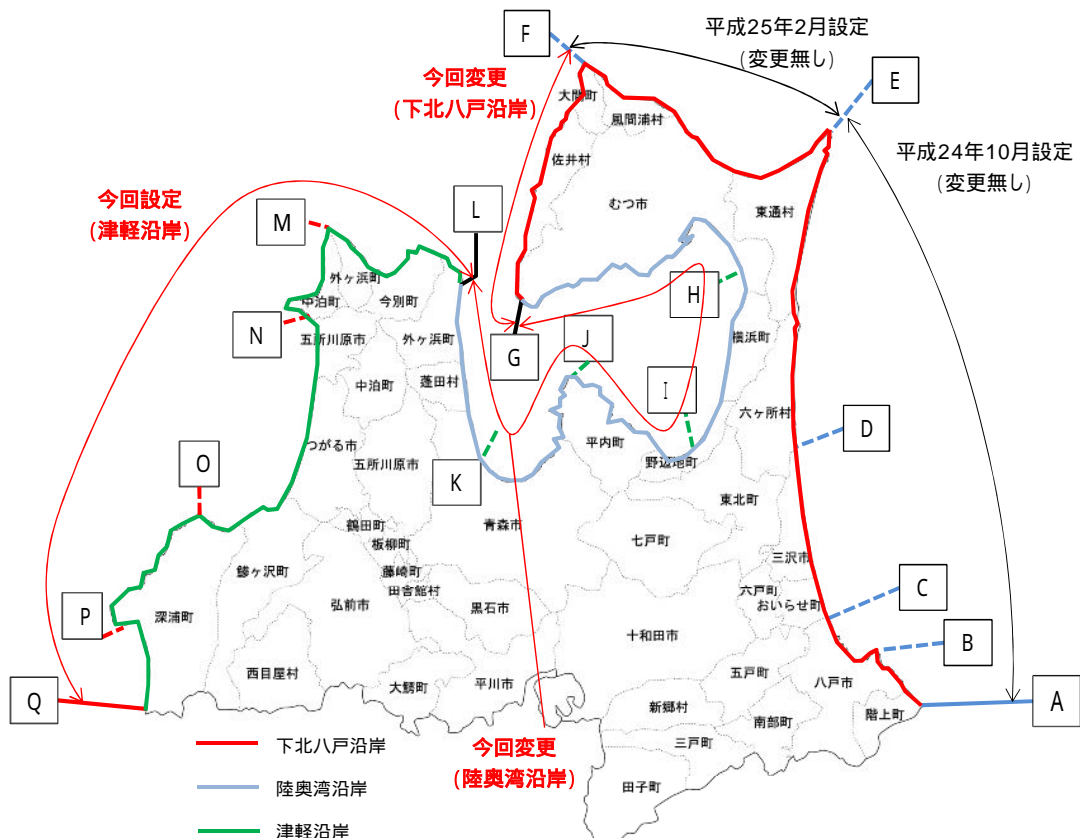 平成25年2月設定
(変更無し)
F
E
今回変更
(下北八戸沿岸)
大間町
風間浦村
平成24年10月設定
(変更無し)
佐井村
今回設定
(津軽沿岸)
L
むつ市
東通村
M
外ヶ浜町
H
中泊町
今別町
N
五所川原市
外ヶ浜町
G
J
横浜町
中泊町
蓬田村
I
六ヶ所村
D
つがる市
平内町
O
五所川原市
K
野辺地町
東北町
青森市
鶴田町
七戸町
板柳町
三沢市
鰺ヶ沢町
藤崎町
田舎館村
六戸町
C
P
深浦町
弘前市
黒石市
おいらせ町
十和田市
B
西目屋村
五戸町
八戸市
大鰐町
平川市
Q
新郷村
A
階上町
南部町
下北八戸沿岸
今回変更
(陸奥湾沿岸)
三戸町
陸奥湾沿岸
田子町
津軽沿岸